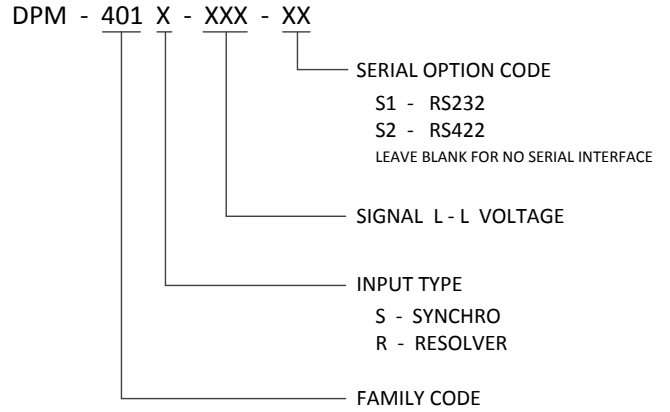 DPM - 401 X - XXX - XX
SERIAL OPTION CODE
S1 - RS232
S2 - RS422
LEAVE BLANK FOR NO SERIAL INTERFACE
SIGNAL L - L VOLTAGE
INPUT TYPE
S - SYNCHRO
R - RESOLVER
FAMILY CODE